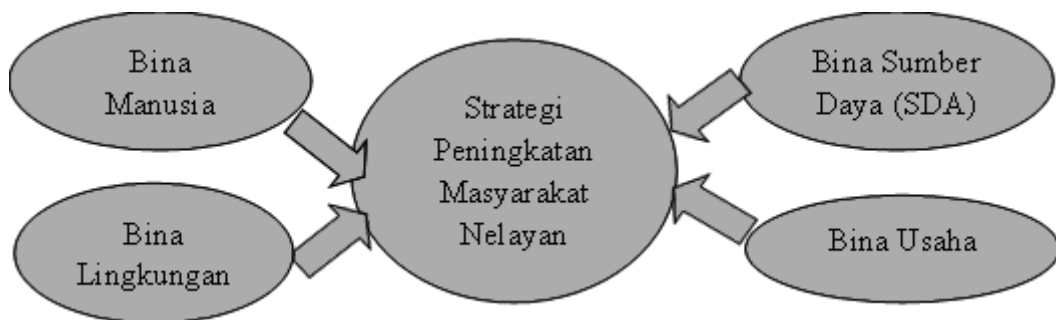 Bina
Manusia
Bina
Lingkungan
Strategi
Peningkatan
Masyarakat
Nelayan
Bina Sumber
Daya (SDA)
Bina Usaha